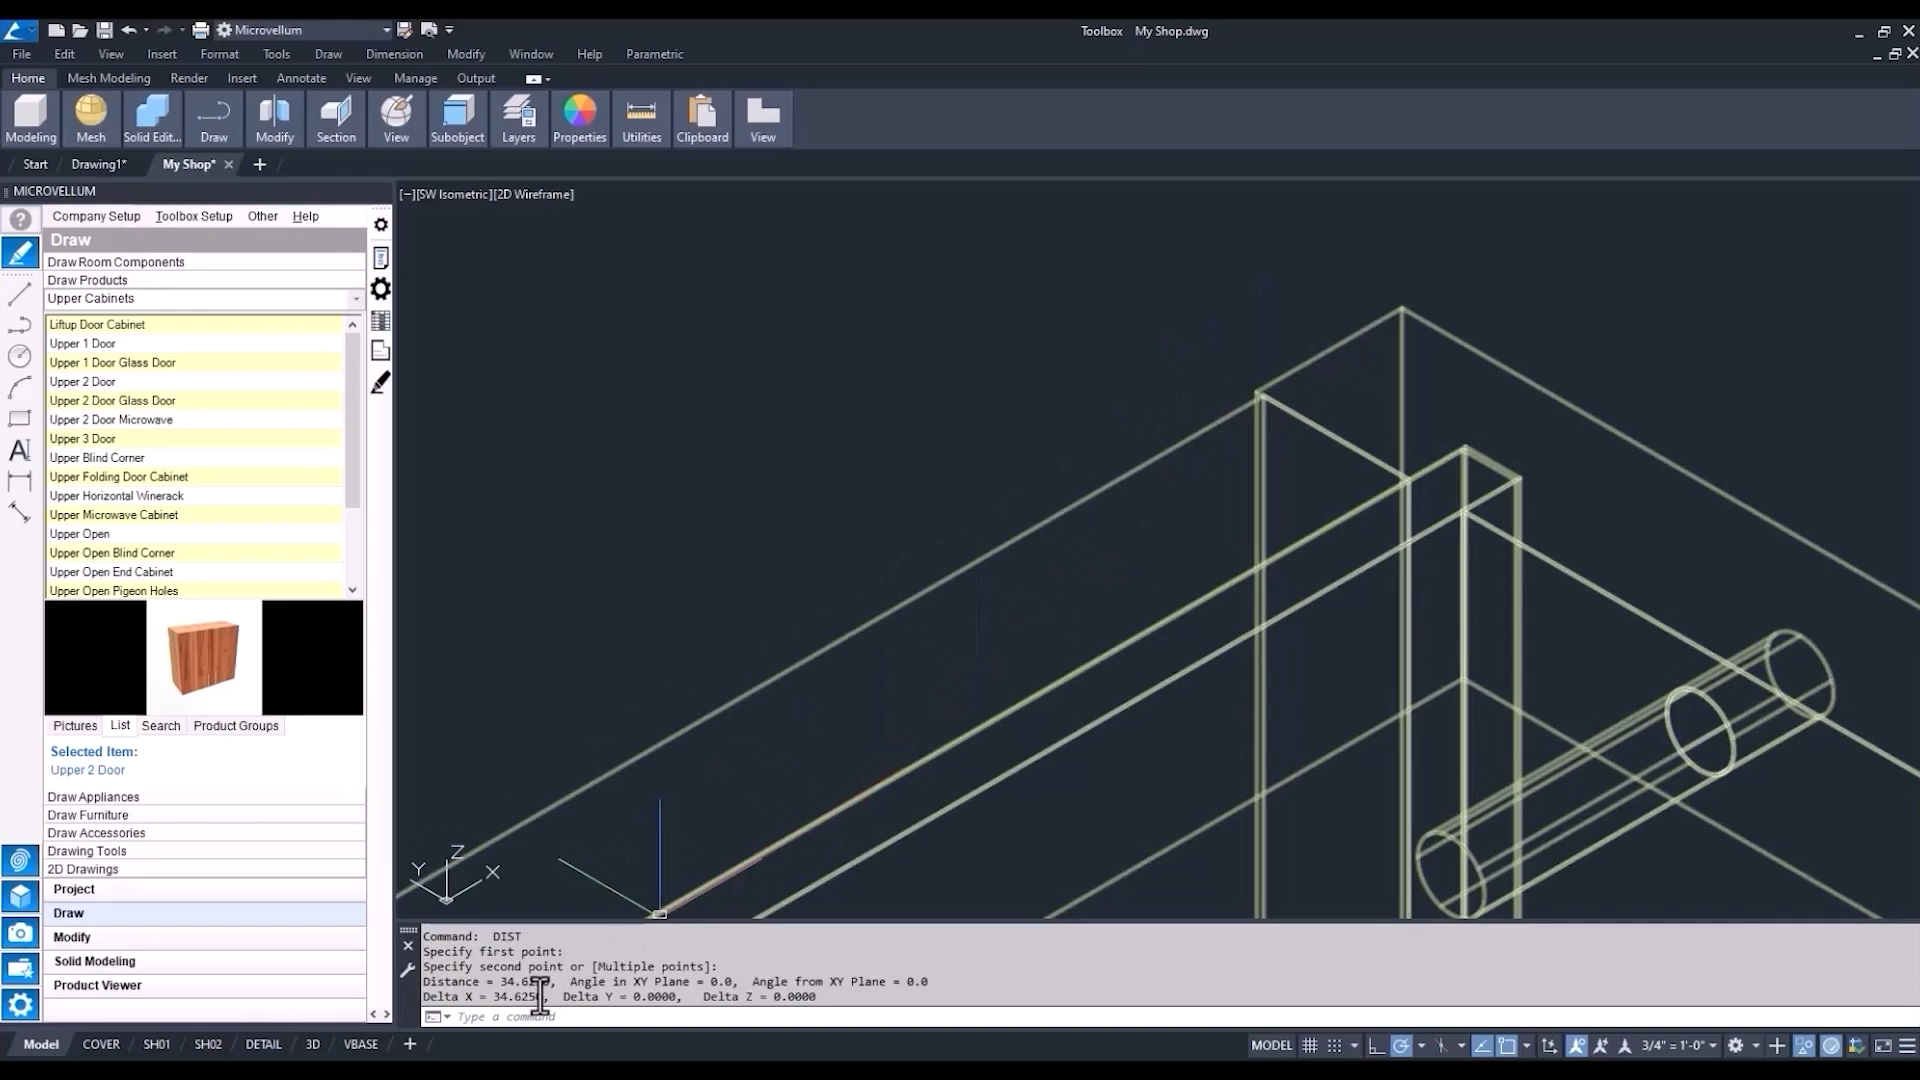 Microvellum
Toolbox My Shop.dwg
File Edit View Insert Format Tools Draw Dimension Modify Window Help Parametric
Home Mesh Modeling Render Insert Annotate View Manage Output
Modeling Mesh Solid Edit... Draw Modify Section View Subobject Layers Properties Utilities Clipboard View
Start Drawing1* My Shop*
MICROVELLUM
[−][SW Isometric][2D Wireframe]
Company Setup Toolbox Setup Other Help
Draw
Draw Room Components
Draw Products
Upper Cabinets
Liftup Door Cabinet
Upper 1 Door
Upper 1 Door Glass Door
Upper 2 Door
Upper 2 Door Glass Door
Upper 2 Door Microwave
Upper 3 Door
Upper Blind Corner
Upper Folding Door Cabinet
Upper Horizontal Winerack
Upper Microwave Cabinet
Upper Open
Upper Open Blind Corner
Upper Open End Cabinet
Upper Open Pigeon Holes
Pictures List Search Product Groups
Selected Item:
Upper 2 Door
Draw Appliances
Draw Furniture
Draw Accessories
Drawing Tools
2D Drawings
Project
Draw
Modify
Solid Modeling
Product Viewer
Y Z X
Command: DIST
Specify first point:
Specify second point or [Multiple points]:
Distance = 34.6250, Angle in XY Plane = 0.0, Angle from XY Plane = 0.0
Delta X = 34.6250, Delta Y = 0.0000, Delta Z = 0.0000
Type a command
Model COVER SH01 SH02 DETAIL 3D VBASE
MODEL 3/4" = 1'-0"